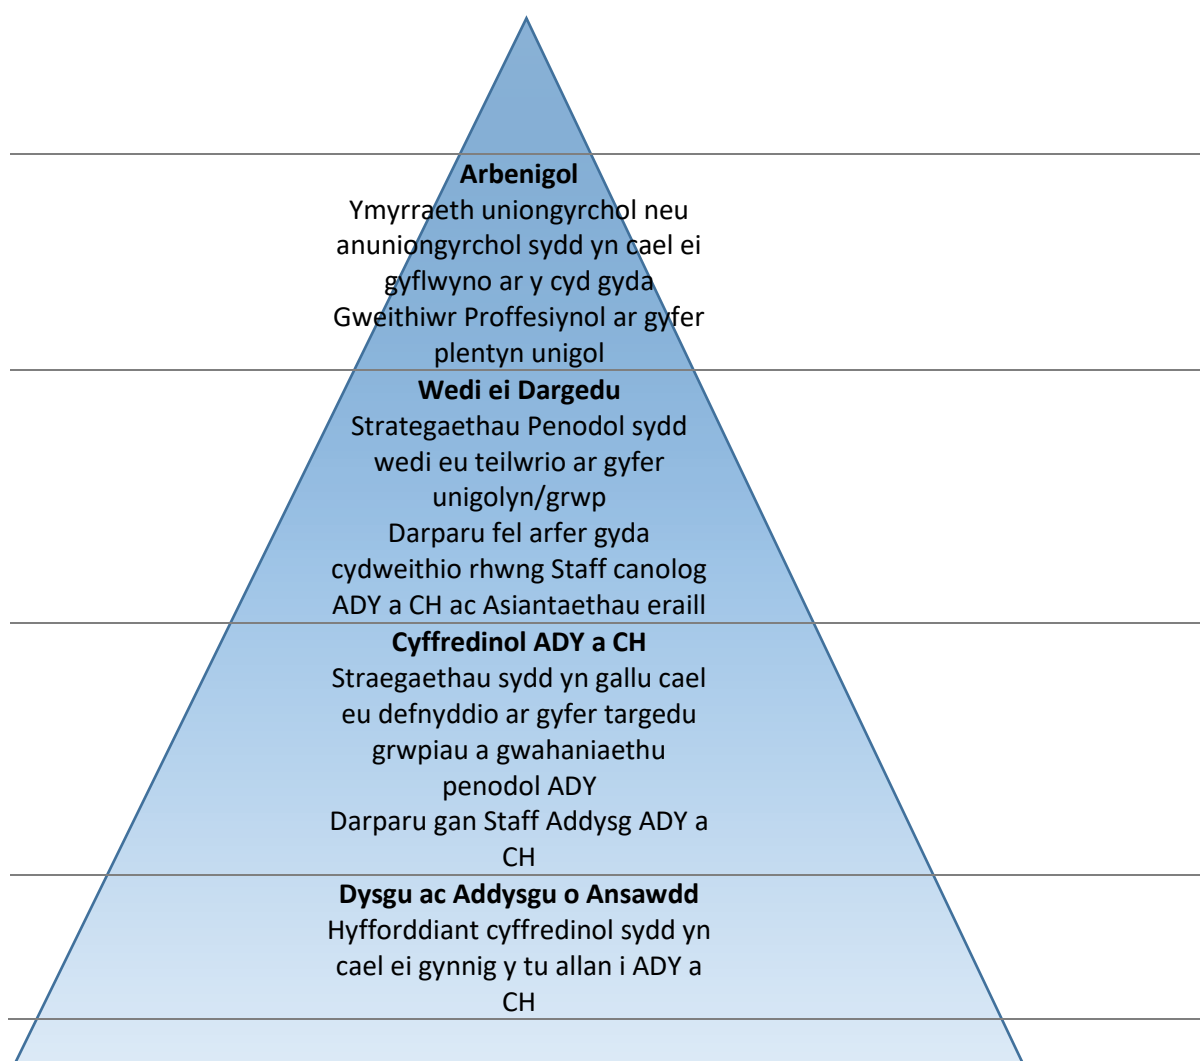 Arbenigol
Ymyrraeth uniongyrchol neu
anuniongyrchol sydd yn cael ei
gyflwyno ar y cyd gyda
Gweithiwr Proffesiynol ar gyfer
plentyn unigol
Wedi ei Dargedu
Strategaethau Penodol sydd
wedi eu teilwrio ar gyfer
unigolyn/grwp
Darparu fel arfer gyda
cydweithio rhwng Staff canolog
ADY a CH ac Asiantaethau eraill
Cyffredinol ADY a CH
Straegaethau sydd yn gallu cael
eu defnyddio ar gyfer targedu
grwpiau a gwahaniaethu
penodol ADY
Darparu gan Staff Addysg ADY a
CH
Dysgu ac Addysgu o Ansawdd
Hyfforddiant cyffredinol sydd yn
cael ei gynnig y tu allan i ADY a
CH